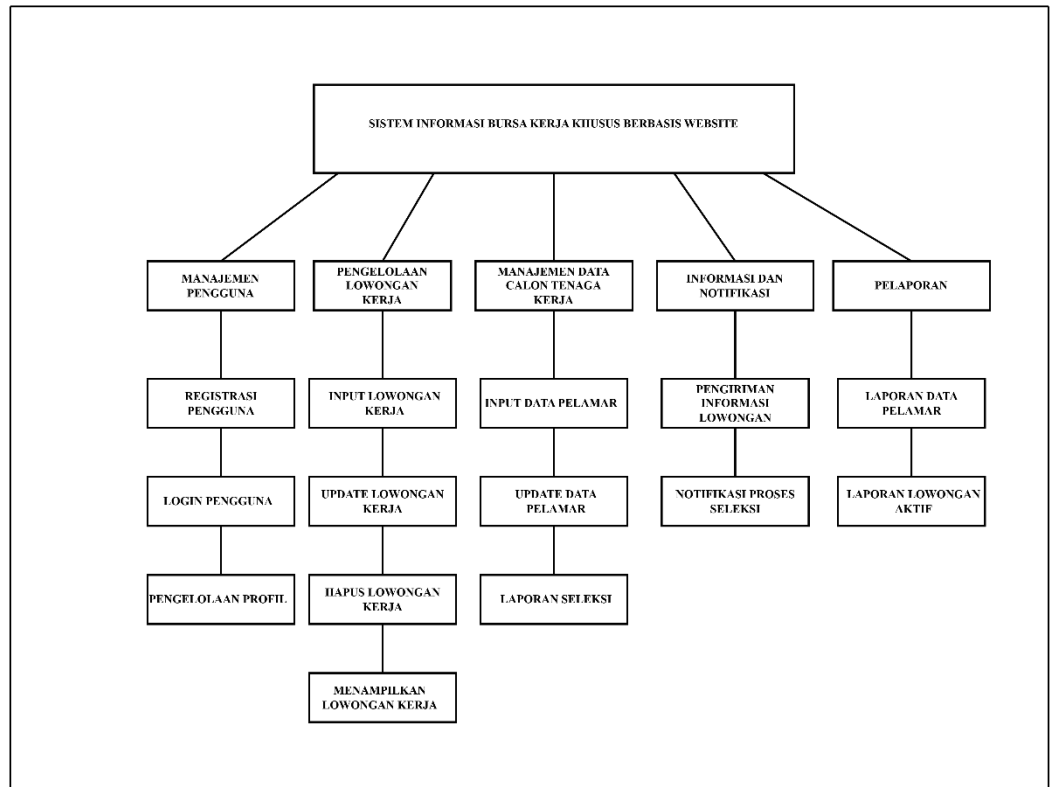 SISTEM INFORMASI BURSA KERJA KHUSUS BERBASIS WEBSITE
MANAJEMEN
PENGGUNA
PENGELOLAAN
LOWONGAN
KERJA
MANAJEMEN DATA
CALON TENAGA
KERJA
INFORMASI DAN
NOTIFIKASI
PELAPORAN
REGISTRASI
PENGGUNA
INPUT LOWONGAN
KERJA
INPUT DATA PELAMAR
PENGIRIMAN
INFORMASI
LOWONGAN
LAPORAN DATA
PELAMAR
LOGIN PENGGUNA
UPDATE LOWONGAN
KERJA
UPDATE DATA
PELAMAR
NOTIFIKASI PROSES
SELEKSI
LAPORAN LOWONGAN
AKTIF
PENGELOLAAN PROFIL
HAPUS LOWONGAN
KERJA
LAPORAN SELEKSI
MENAMPILKAN
LOWONGAN KERJA